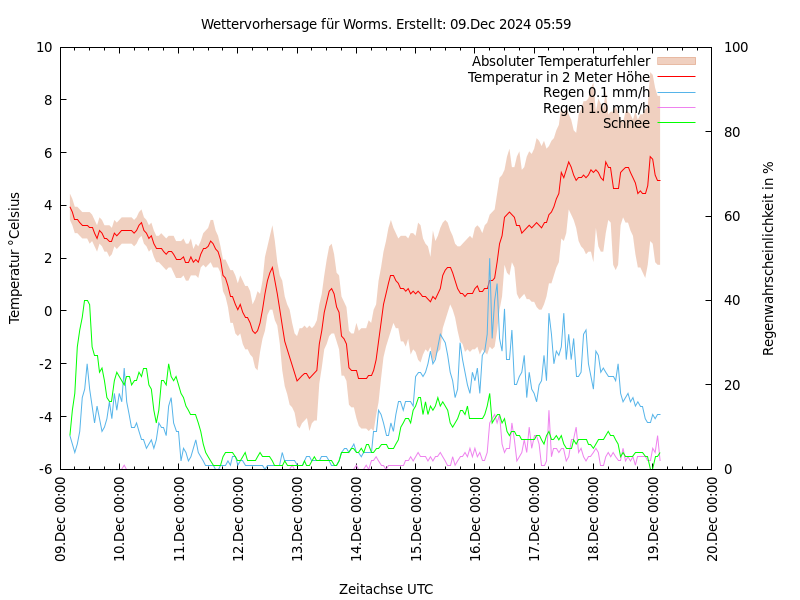 Wettervorhersage für Worms. Erstellt: 09.Dec 2024 05:59
Absoluter Temperaturfehler
Temperatur in 2 Meter Höhe
Regen 0.1 mm/h
Regen 1.0 mm/h
Schnee
Temperatur °Celsius
10
8
6
4
2
0
-2
-4
-6
100
80
60
40
20
0
Regenwahrscheinlichkeit in %
09.Dec 00:00
10.Dec 00:00
11.Dec 00:00
12.Dec 00:00
13.Dec 00:00
14.Dec 00:00
15.Dec 00:00
16.Dec 00:00
17.Dec 00:00
18.Dec 00:00
19.Dec 00:00
20.Dec 00:00
Zeitachse UTC